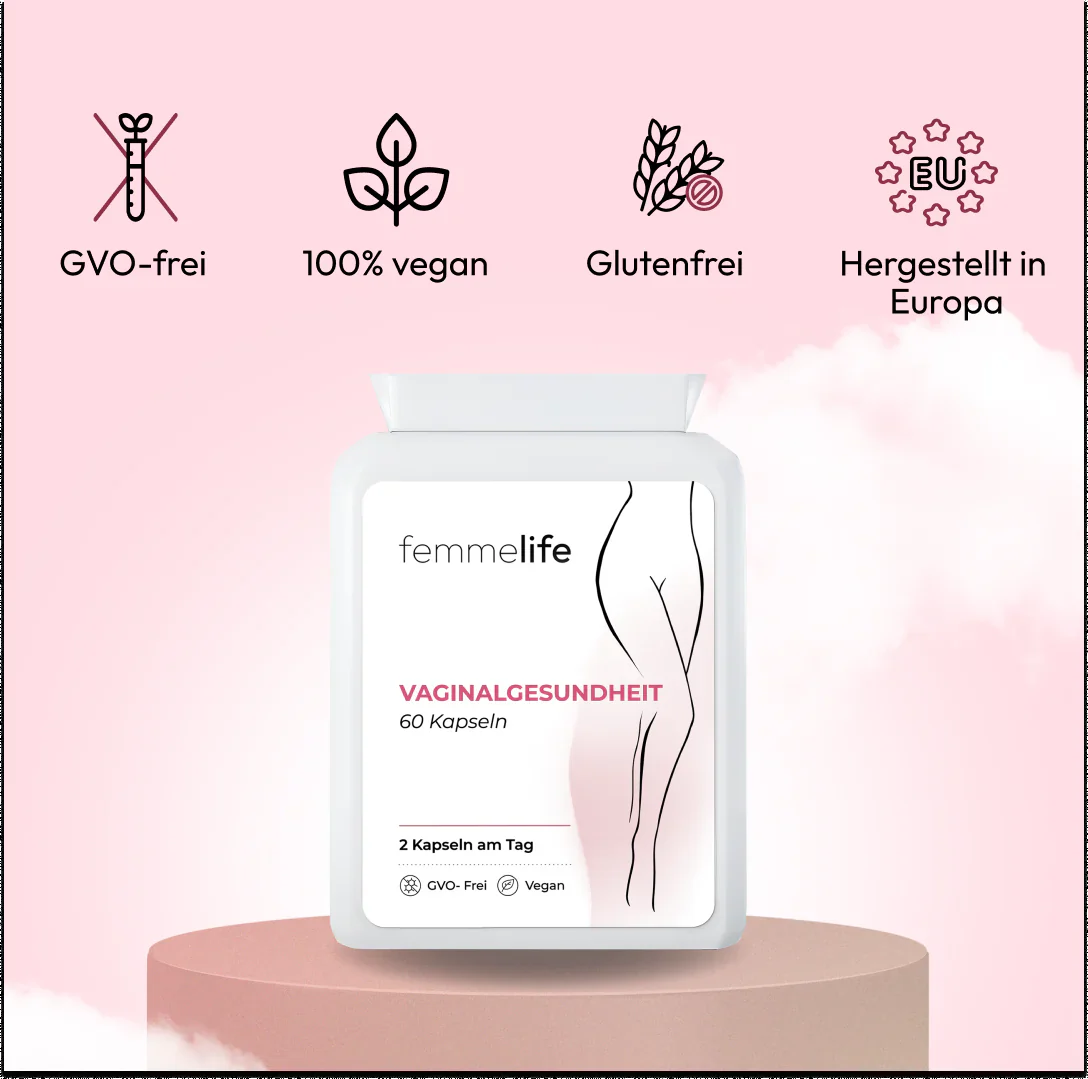 EU
GVO-frei
100% vegan
Glutenfrei
Hergestellt in
Europa
femmelife
VAGINALGESUNDHEIT
60 Kapseln
2 Kapseln am Tag
GVO- Frei
Vegan